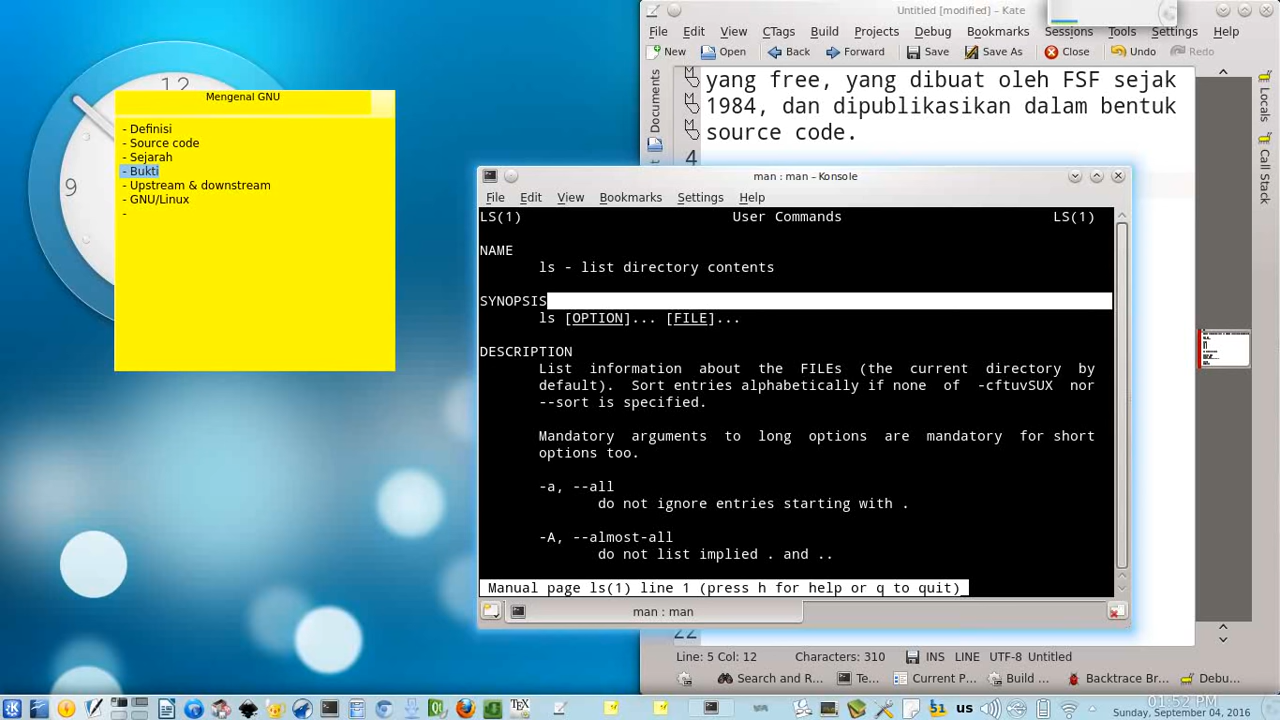 12
9
Mengenal GNU
- Definisi
- Source code
- Sejarah
- Bukti
- Upstream & downstream
- GNU/Linux
-
Untitled [modified] – Kate
File Edit View CTags Build Projects Debug Bookmarks Sessions Tools Settings Help
New Open Back Forward Save Save As Close Undo Redo
Documents
yang free, yang dibuat oleh FSF sejak
1984, dan dipublikasikan dalam bentuk
source code.
4
Locals
Call Stack
man : man – Konsole
File Edit View Bookmarks Settings Help
LS(1) User Commands LS(1)
NAME
ls - list directory contents
SYNOPSIS
ls [OPTION]... [FILE]...
DESCRIPTION
List information about the FILEs (the current directory by
default). Sort entries alphabetically if none of -cftuvSUX nor
--sort is specified.
Mandatory arguments to long options are mandatory for short
options too.
-a, --all
do not ignore entries starting with .
-A, --almost-all
do not list implied . and ..
Manual page ls(1) line 1 (press h for help or q to quit)
man : man
22
Line: 5 Col: 12 Characters: 310 INS LINE UTF-8 Untitled
Search and R... Te... Current P... Build ... Backtrace Br... Debu...
us
01:52 PM
Sunday, September 04, 2016